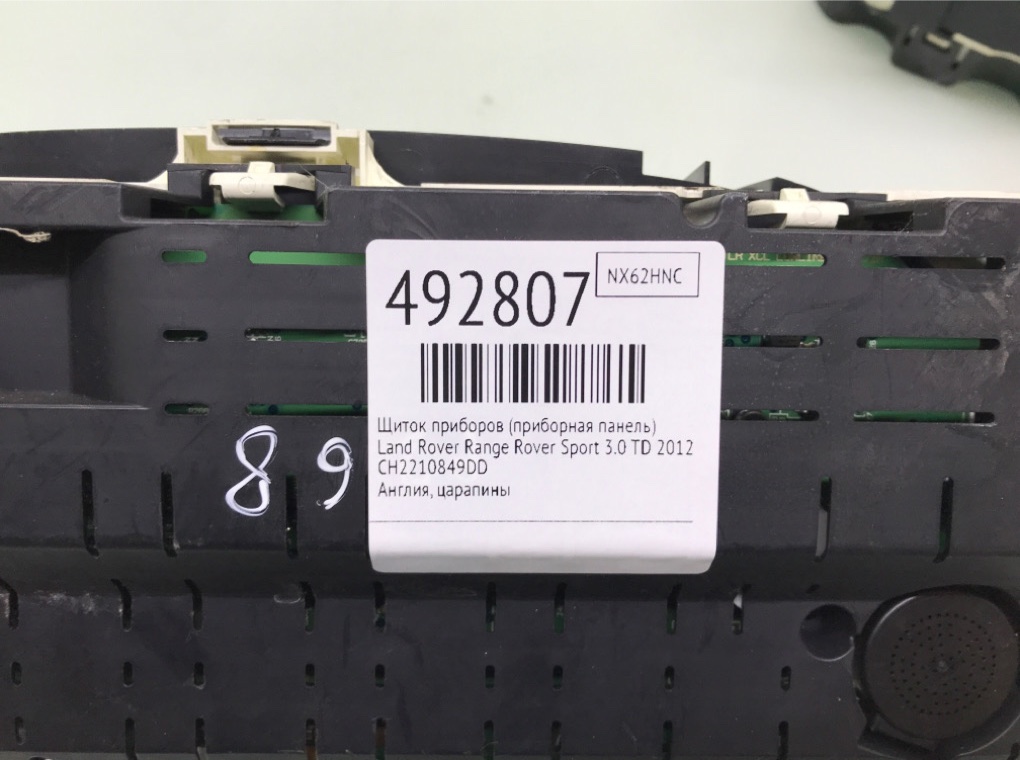 492807
NX62HNC
Щиток приборов (приборная панель)
Land Rover Range Rover Sport 3.0 TD 2012
CH2210849DD
Англия, царапины
89